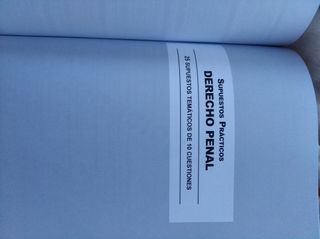 SUPUESTOS PRÁCTICOS
DERECHO PENAL
25 SUPUESTOS TEMÁTICOS DE 10 CUESTIONES